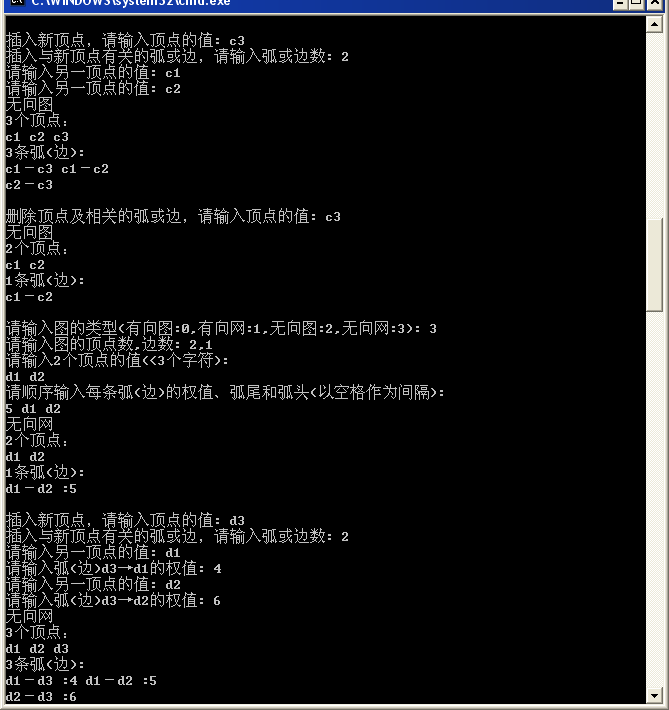 C:\WINDOWS\system32\cmd.exe
插入新顶点，请输入顶点的值: c3
插入与新顶点有关的弧或边，请输入弧或边数: 2
请输入另一顶点的值: c1
请输入另一顶点的值: c2
无向图
3个顶点:
c1 c2 c3
3条弧(边):
c1－c3 c1－c2
c2－c3
删除顶点及相关的弧或边，请输入顶点的值: c3
无向图
2个顶点:
c1 c2
1条弧(边):
c1－c2
请输入图的类型(有向图:0,有向网:1,无向图:2,无向网:3): 3
请输入图的顶点数,边数: 2,1
请输入2个顶点的值(<3个字符):
d1 d2
请顺序输入每条弧(边)的权值、弧尾和弧头(以空格作为间隔):
5 d1 d2
无向网
2个顶点:
d1 d2
1条弧(边):
d1－d2 :5
插入新顶点，请输入顶点的值: d3
插入与新顶点有关的弧或边，请输入弧或边数: 2
请输入另一顶点的值: d1
请输入弧(边)d3→d1的权值: 4
请输入另一顶点的值: d2
请输入弧(边)d3→d2的权值: 6
无向网
3个顶点:
d1 d2 d3
3条弧(边):
d1－d3 :4 d1－d2 :5
d2－d3 :6